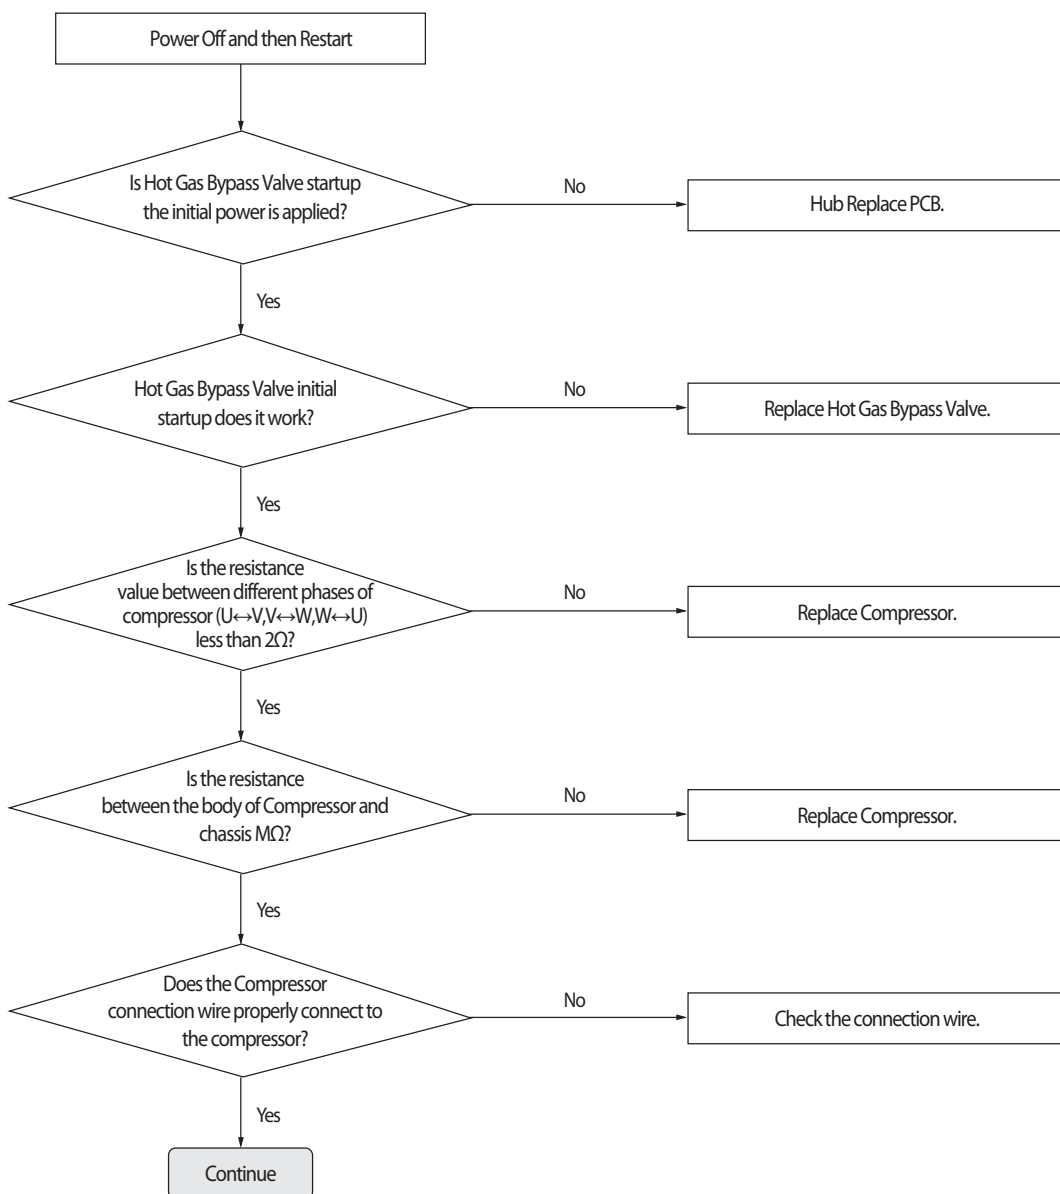 Power Off and then Restart
Is Hot Gas Bypass Valve startup
the initial power is applied?
No
Hub Replace PCB.
Yes
Hot Gas Bypass Valve initial
startup does it work?
No
Replace Hot Gas Bypass Valve.
Yes
Is the resistance
value between different phases of
compressor (U↔V,V↔W,W↔U)
less than 2Ω?
No
Replace Compressor.
Yes
Is the resistance
between the body of Compressor and
chassis MΩ?
No
Replace Compressor.
Yes
Does the Compressor
connection wire properly connect to
the compressor?
No
Check the connection wire.
Yes
Continue